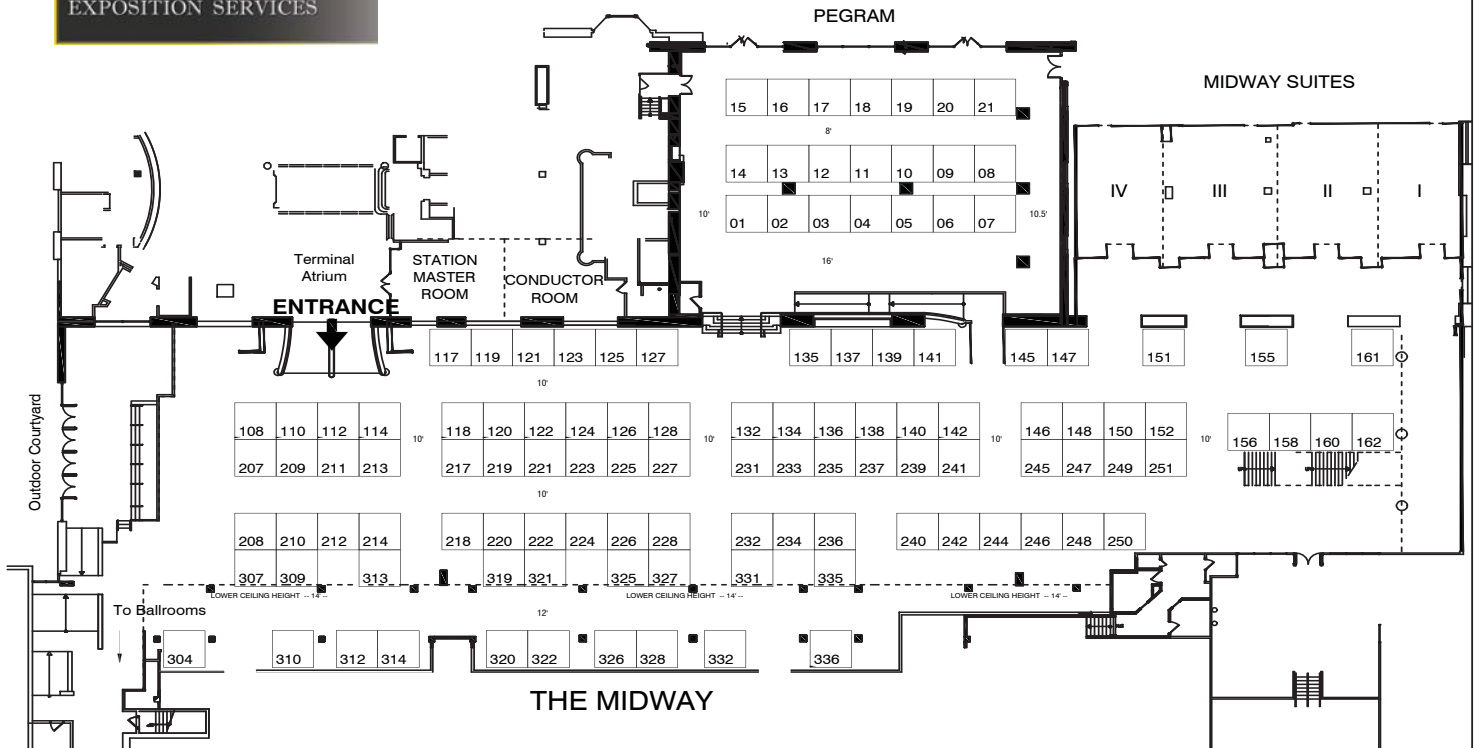 EXPOSITION SERVICES
PEGRAM
MIDWAY SUITES
15 16 17 18 19 20 21
8'
14 13 12 11 10 09 08
10'
01 02 03 04 05 06 07
10.5'
16'
IV III II I
Terminal
Atrium
STATION
MASTER
ROOM
CONDUCTOR
ROOM
ENTRANCE
117 119 121 123 125 127
135 137 139 141
145 147
151
155
161
10'
Outdoor Courtyard
108 110 112 114
10'
118 120 122 124 126 128
10'
132 134 136 138 140 142
10'
146 148 150 152
10'
156 158 160 162
207 209 211 213
217 219 221 223 225 227
231 233 235 237 239 241
245 247 249 251
10'
208 210 212 214
218 220 222 224 226 228
232 234 236
240 242 244 246 248 250
307 309 313
319 321 325 327
331 335
LOWER CEILING HEIGHT -- 14' --
LOWER CEILING HEIGHT -- 14' --
LOWER CEILING HEIGHT -- 14' --
To Ballrooms
12'
304 310 312 314 320 322 326 328 332 336
THE MIDWAY